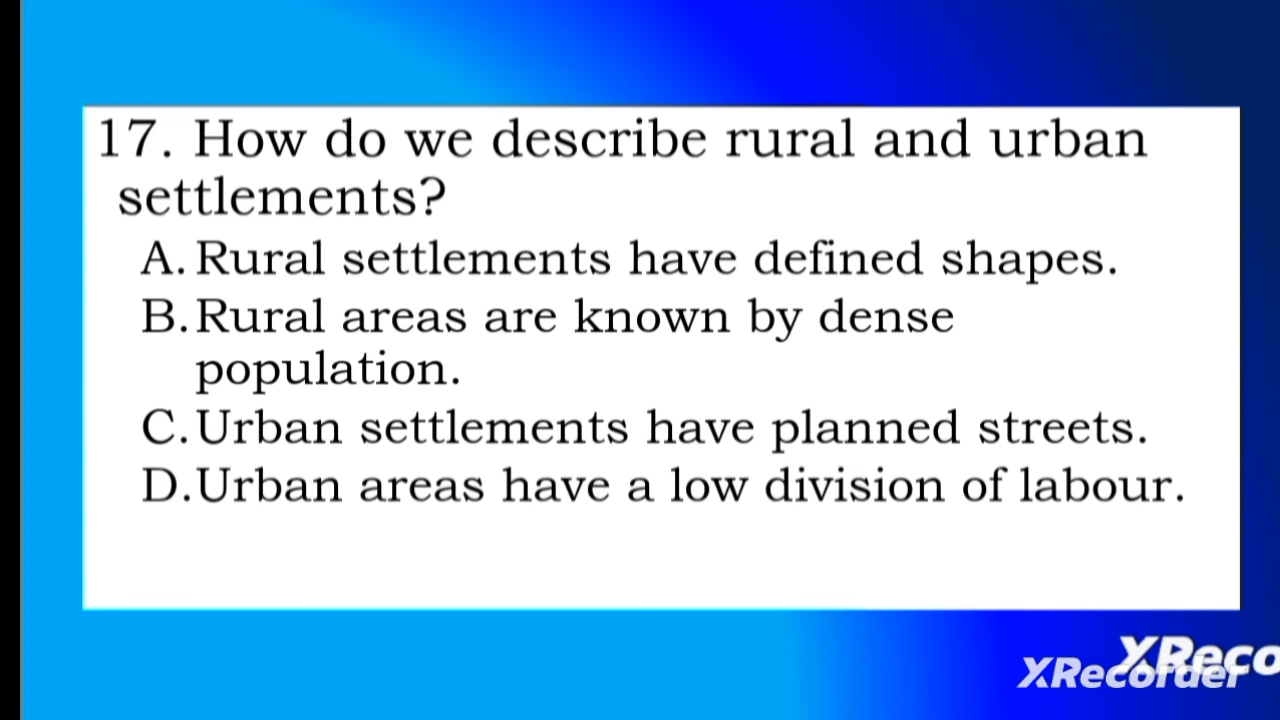 17. How do we describe rural and urban
settlements?
A. Rural settlements have defined shapes.
B. Rural areas are known by dense
population.
C. Urban settlements have planned streets.
D. Urban areas have a low division of labour.
XReco
XRecorder